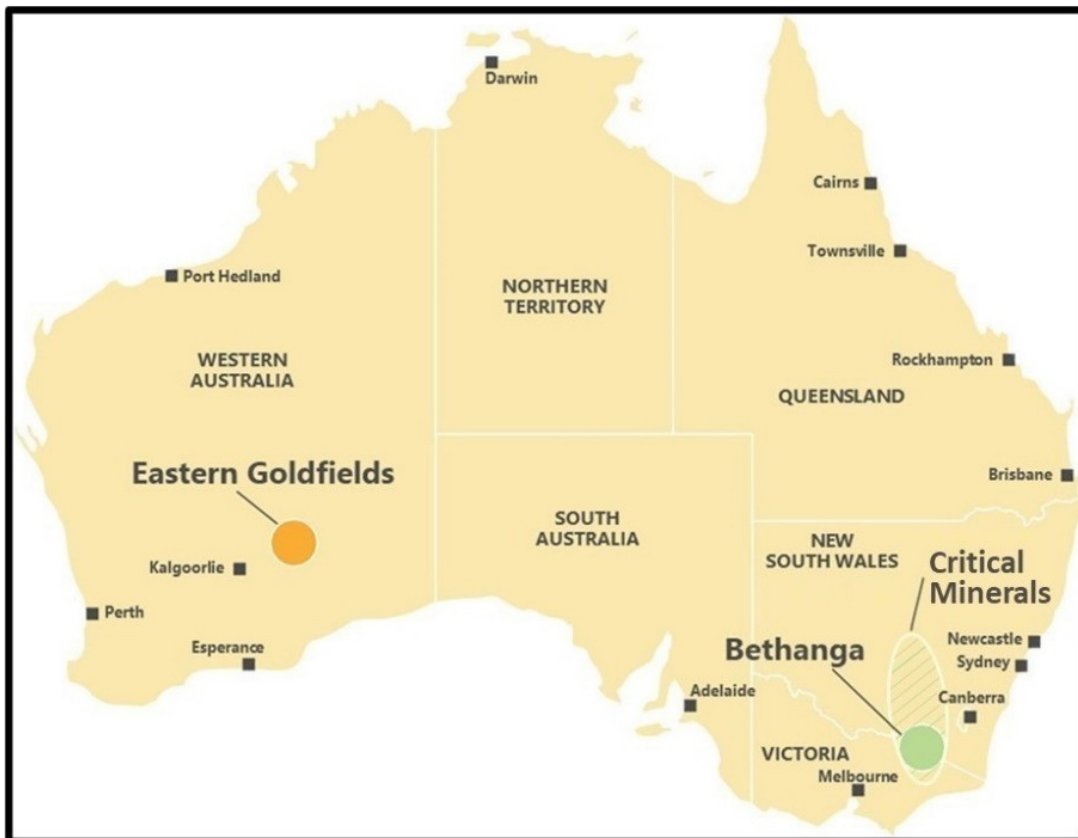 Darwin
Cairns
Townsville
Port Hedland
NORTHERN
TERRITORY
WESTERN
AUSTRALIA
Rockhampton
QUEENSLAND
Eastern Goldfields
Brisbane
SOUTH
AUSTRALIA
NEW
SOUTH WALES
Critical
Minerals
Kalgoorlie
Perth
Esperance
Newcastle
Bethanga
Sydney
Adelaide
Canberra
VICTORIA
Melbourne